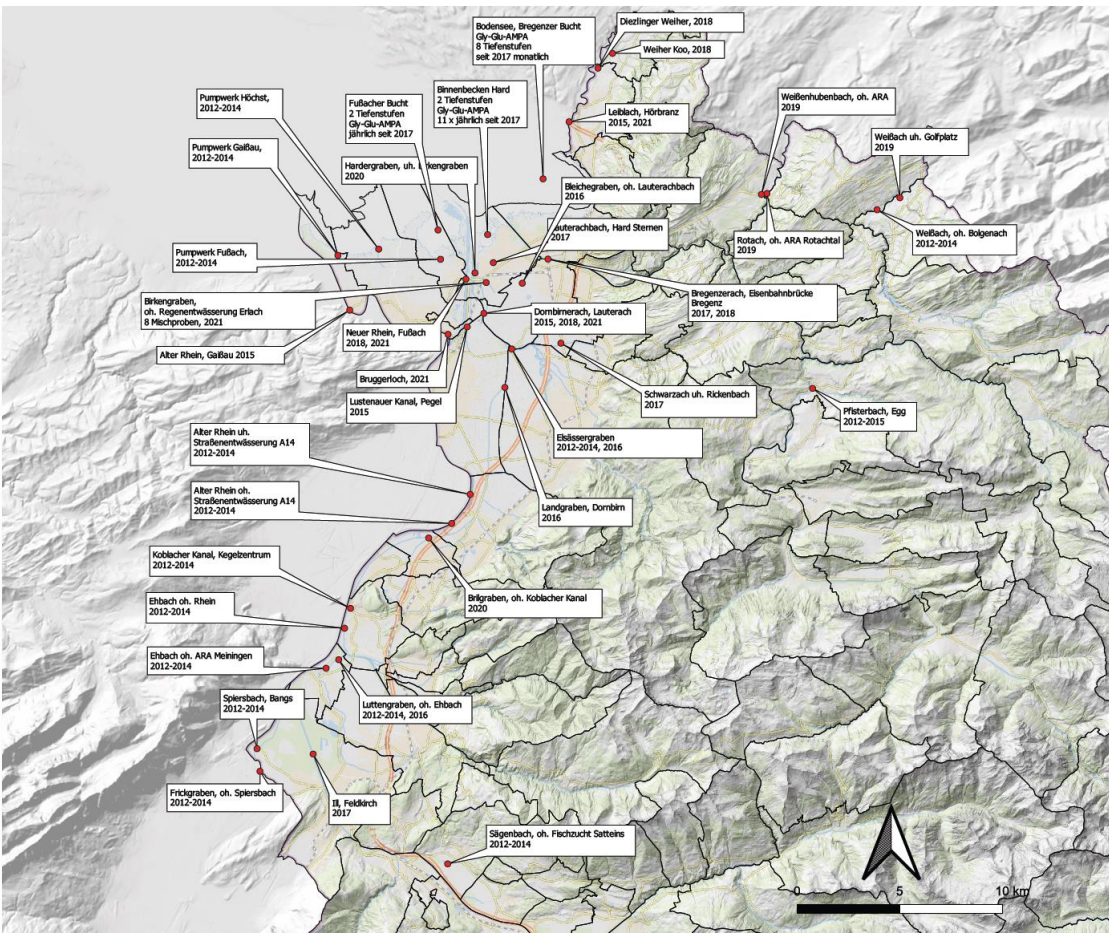 Bodensee, Bregenzer Bucht
Gly-Glu-AMPA
8 Tiefenstufen
seit 2017 monatlich
Diezlinger Weiher, 2018
Weiher Koo, 2018
Binnenbecken Hard
2 Tiefenstufen
Gly-Glu-AMPA
11 x jährlich seit 2017
Fußacher Bucht
2 Tiefenstufen
Gly-Glu-AMPA
jährlich seit 2017
Pumpwerk Höchst,
2012-2014
Pumpwerk Gaißau,
2012-2014
Hardergraben, uh. Birkengraben
2020
Leiblach, Hörbranz
2015, 2021
Weißenhubenbach, oh. ARA
2019
Weißach uh. Golfplatz
2019
Bleichegraben, oh. Lauterachbach
2016
Lauterachbach, Hard Sternen
2017
Rotach, oh. ARA Rotachtal
2019
Weißach, oh. Bolgenach
2012-2014
Pumpwerk Fußach,
2012-2014
Birkengraben,
oh. Regenentwässerung Erlach
8 Mischproben, 2021
Bregenzerach, Eisenbahnbrücke
Bregenz
2017, 2018
Alter Rhein, Gaißau 2015
Neuer Rhein, Fußach
2018, 2021
Dornbirnerach, Lauterach
2015, 2018, 2021
Bruggerloch, 2021
Lustenauer Kanal, Pegel
2015
Schwarzach uh. Rickenbach
2017
Pfisterbach, Egg
2012-2015
Eisässergraben
2012-2014, 2016
Alter Rhein uh.
Straßenentwässerung A14
2012-2014
Alter Rhein oh.
Straßenentwässerung A14
2012-2014
Landgraben, Dornbirn
2016
Koblacher Kanal, Kegelzentrum
2012-2014
Brilgraben, oh. Koblacher Kanal
2020
Ehbach oh. Rhein
2012-2014
Ehbach oh. ARA Meiningen
2012-2014
Luttengraben, oh. Ehbach
2012-2014, 2016
Spiersbach, Bangs
2012-2014
Frickgraben, oh. Spiersbach
2012-2014
Ill, Feldkirch
2017
Sägenbach, oh. Fischzucht Satteins
2012-2014
0 5 10 km